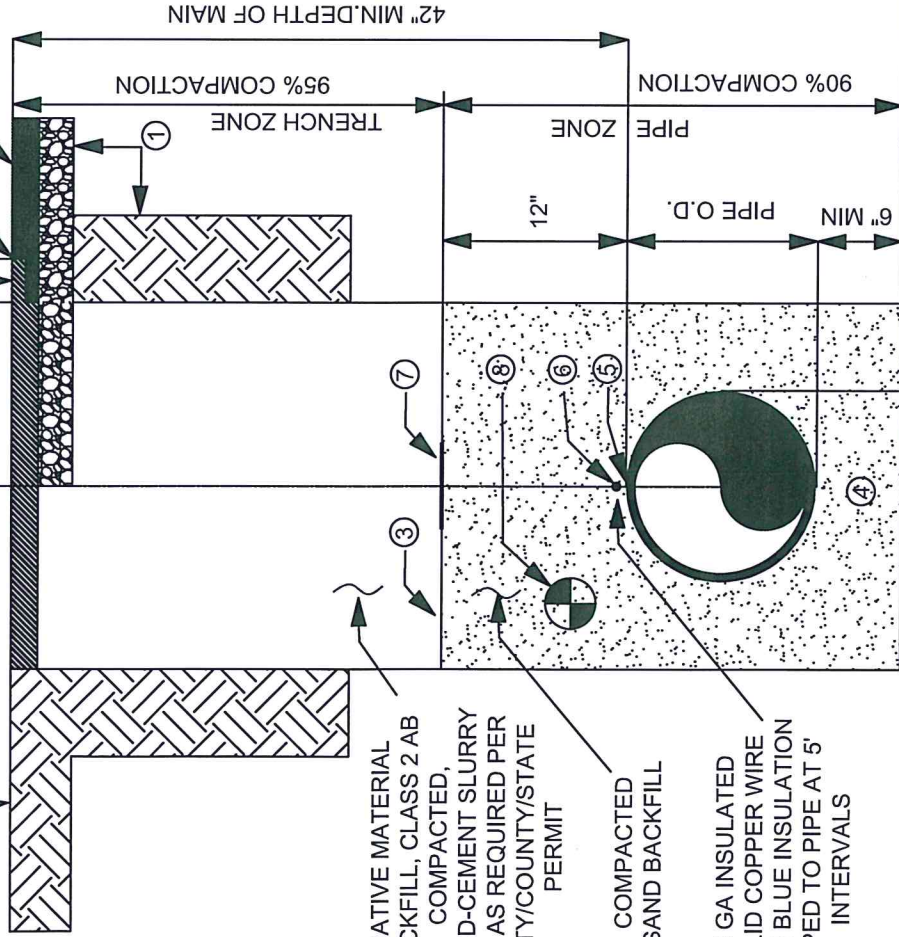 42" MIN.DEPTH OF MAIN
95% COMPACTION
TRENCH ZONE
90% COMPACTION
PIPE ZONE
12"
PIPE O.D.
6" MIN
1
7
3
8
6
5
4
ATIVE MATERIAL
CKFILL, CLASS 2 AB
COMPACTED,
D-CEMENT SLURRY
AS REQUIRED PER
TY/COUNTY/STATE
PERMIT
COMPACTED
SAND BACKFILL
GA INSULATED
ID COPPER WIRE
BLUE INSULATION
PED TO PIPE AT 5'
INTERVALS